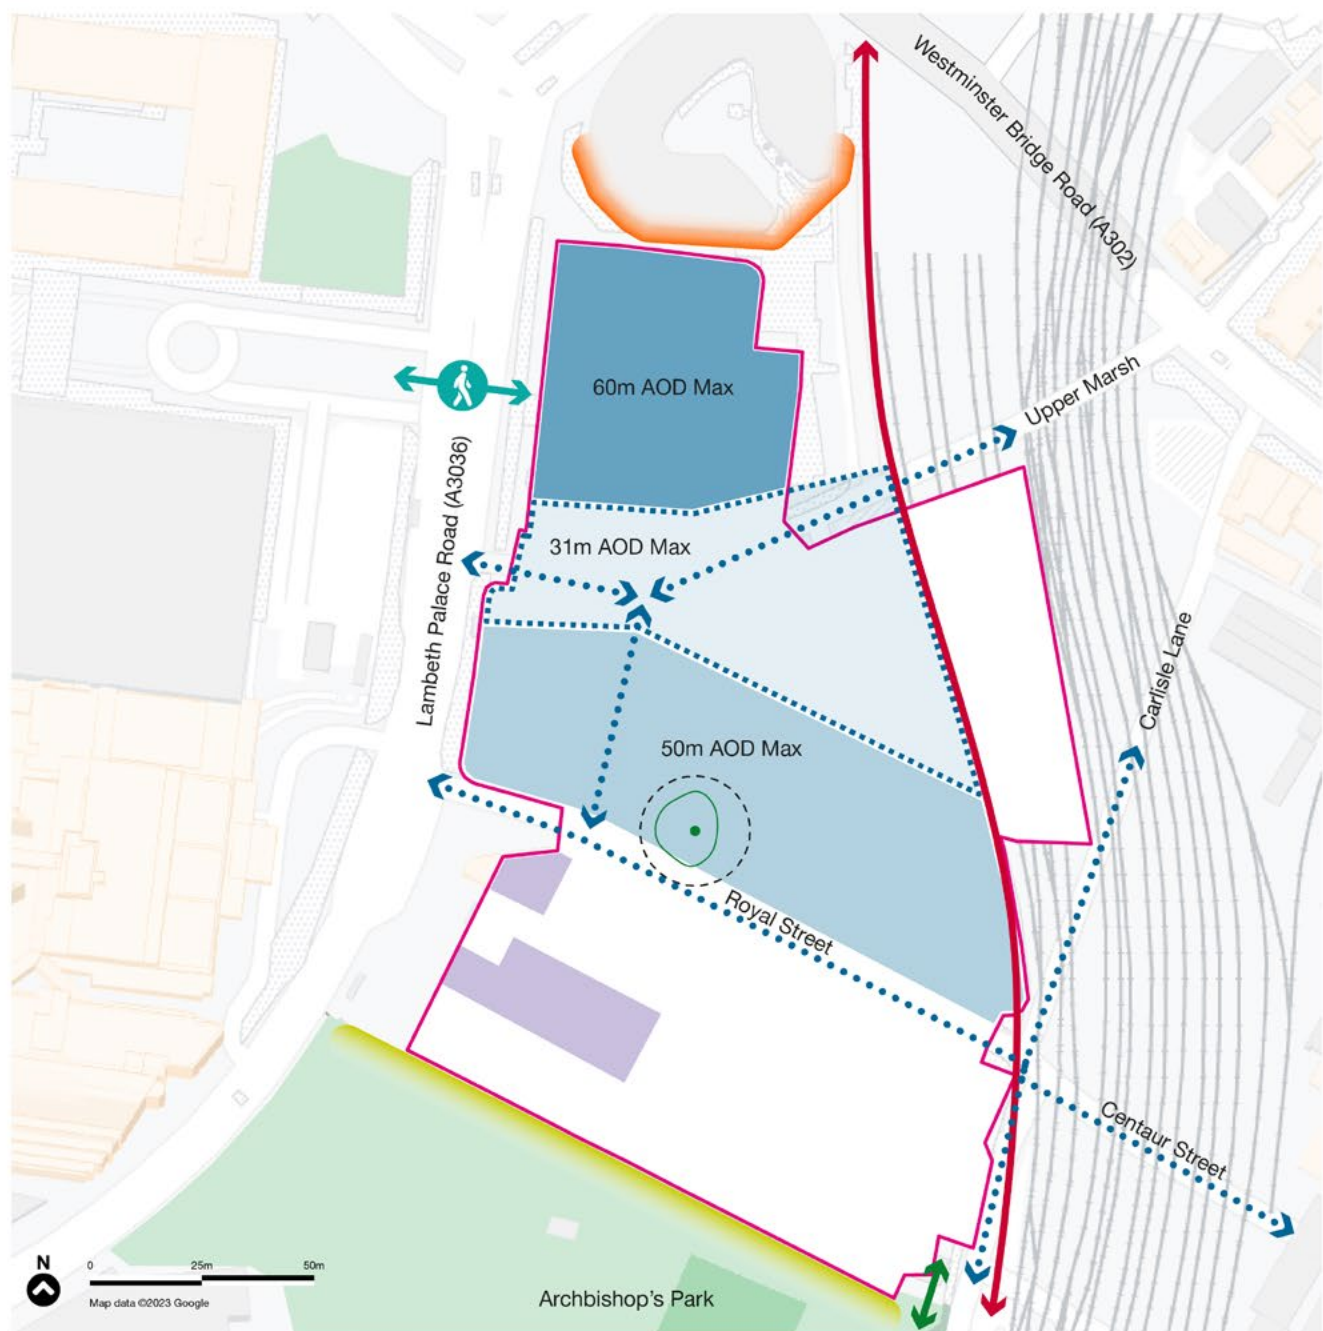 Westminster Bridge Road (A302)
60m AOD Max
Upper Marsh
Lambeth Palace Road (A3036)
31m AOD Max
Carlisle Lane
50m AOD Max
Royal Street
Centaur Street
N
0 25m 50m
Map data ©2023 Google
Archbishop's Park